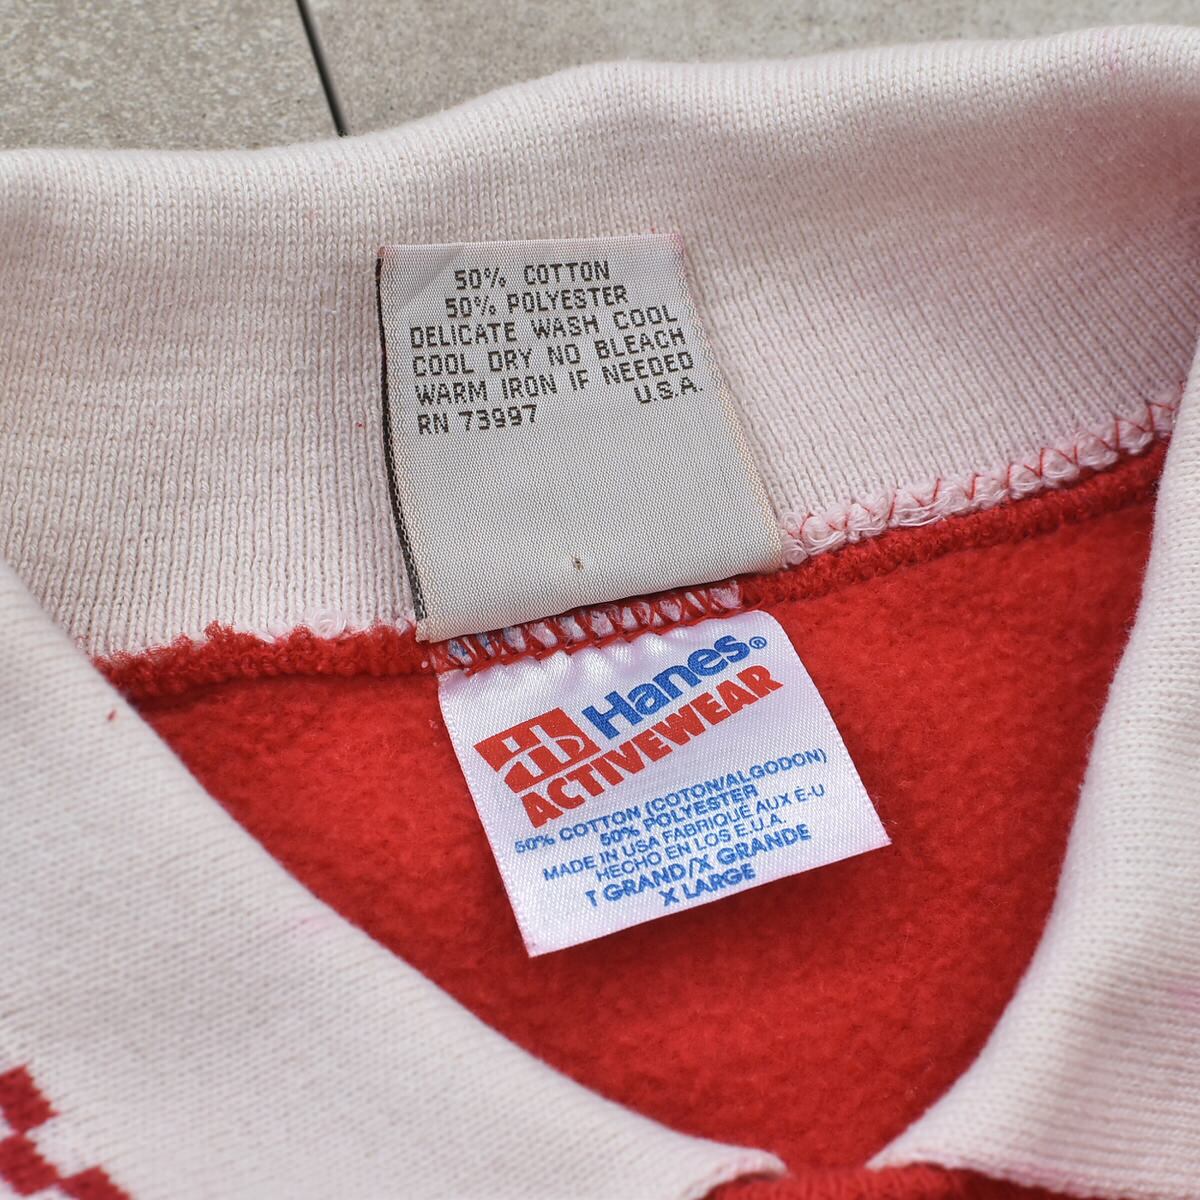 50% COTTON
50% POLYESTER
DELICATE WASH COOL
COOL DRY NO BLEACH
WARM IRON IF NEEDED
RN 73997 U.S.A.
Hanes®
ACTIVEWEAR
50% COTTON (COTON/ALGODON)
50% POLYESTER
MADE IN USA FABRIQUÉ AUX É-U
HECHO EN LOS E.U.A.
T GRAND/X GRANDE
X LARGE